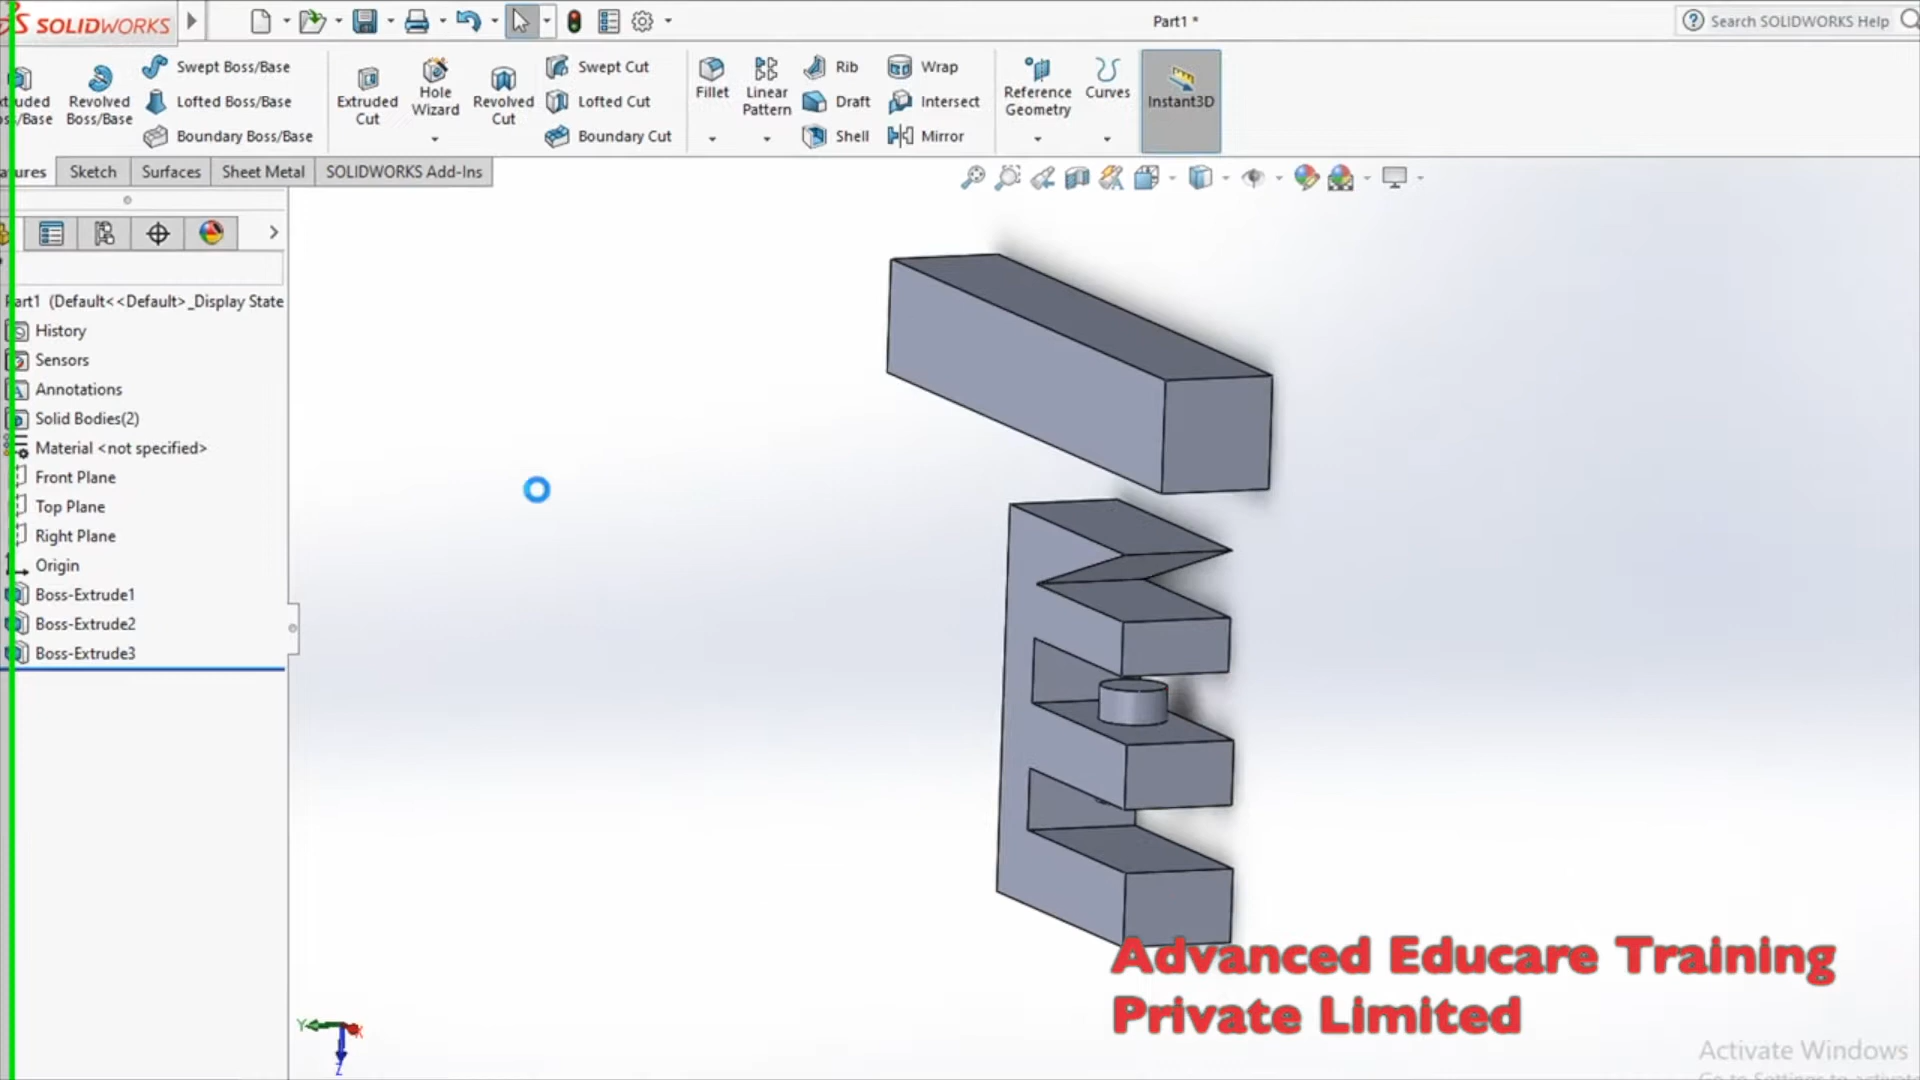 SOLIDWORKS
Part1 *
Search SOLIDWORKS Help
Swept Boss/Base
Lofted Boss/Base
Boundary Boss/Base
Revolved
Boss/Base
Extruded
Cut
Hole
Wizard
Revolved
Cut
Swept Cut
Lofted Cut
Boundary Cut
Fillet
Linear
Pattern
Rib
Draft
Shell
Wrap
Intersect
Mirror
Reference
Geometry
Curves
Instant3D
Sketch
Surfaces
Sheet Metal
SOLIDWORKS Add-Ins
Part1 (Default<<Default>_Display State
History
Sensors
Annotations
Solid Bodies(2)
Material <not specified>
Front Plane
Top Plane
Right Plane
Origin
Boss-Extrude1
Boss-Extrude2
Boss-Extrude3
Y
X
Z
Advanced Educare Training
Private Limited
Activate Windows